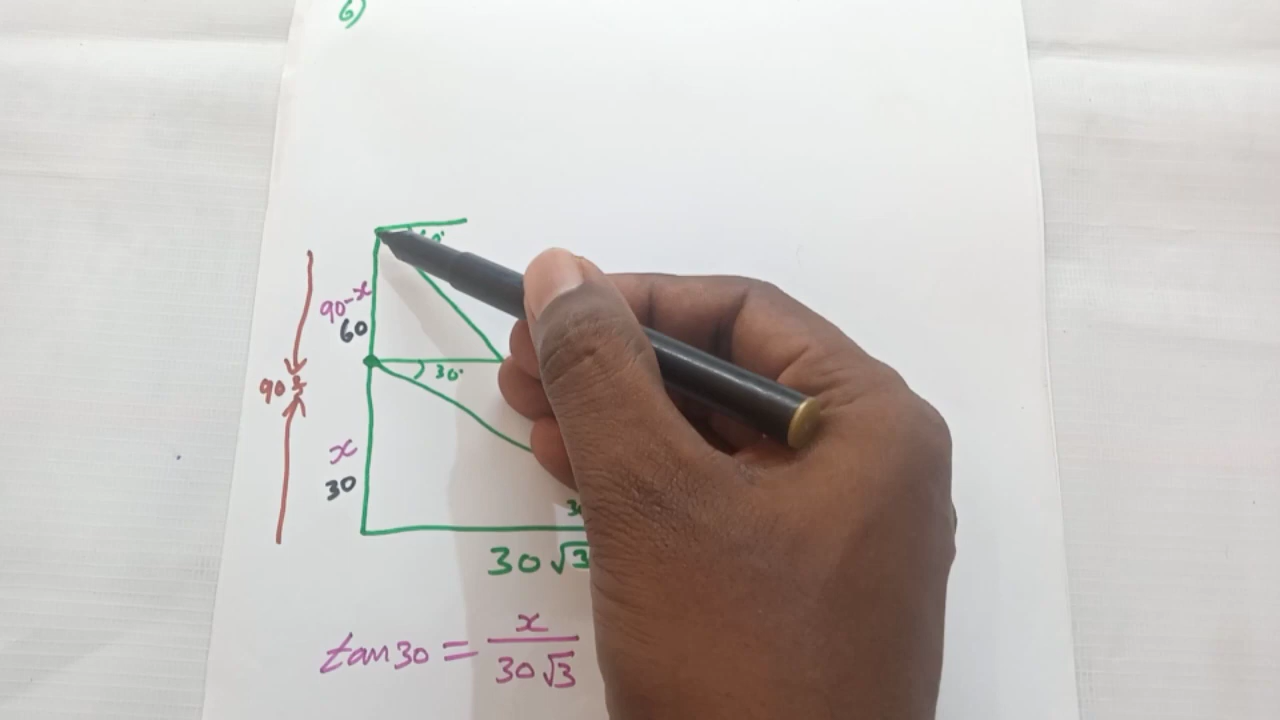 6)
90-x
60
30°
90
x
30
30√3
tan30 = x / 30√3